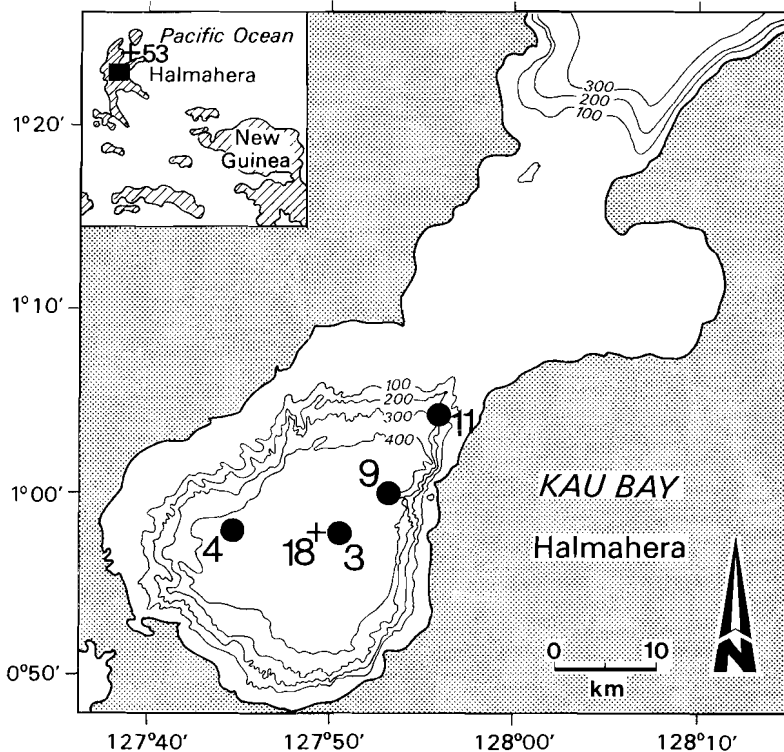 Pacific Ocean
+53
Halmahera
New
Guinea
300
200
100
1°20'
1°10'
1°00'
0°50'
100
200
300
400
11
9
4
18
3
KAU BAY
Halmahera
0 10
km
N
127°40' 127°50' 128°00' 128°10'